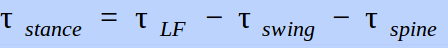 τ stance = τ LF − τ swing − τ spine